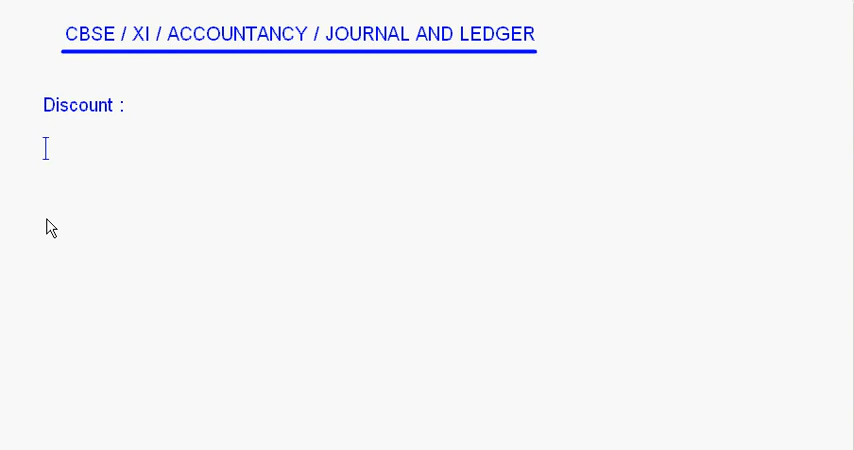 CBSE / XI / ACCOUNTANCY / JOURNAL AND LEDGER
Discount :